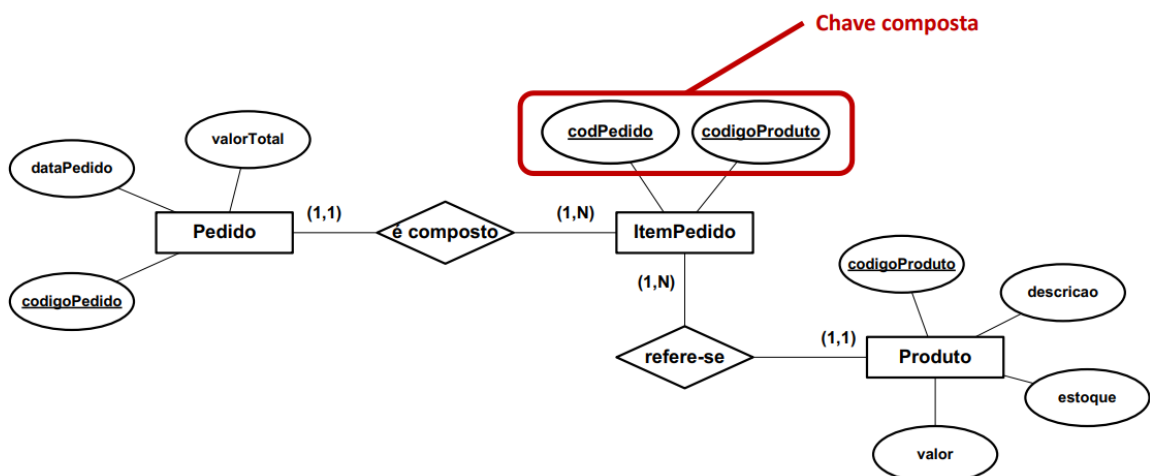 Chave composta
codPedido
codigoProduto
valorTotal
dataPedido
(1,1)
(1,N)
Pedido
é composto
ItemPedido
codigoPedido
(1,N)
codigoProduto
descricao
refere-se
(1,1)
Produto
estoque
valor